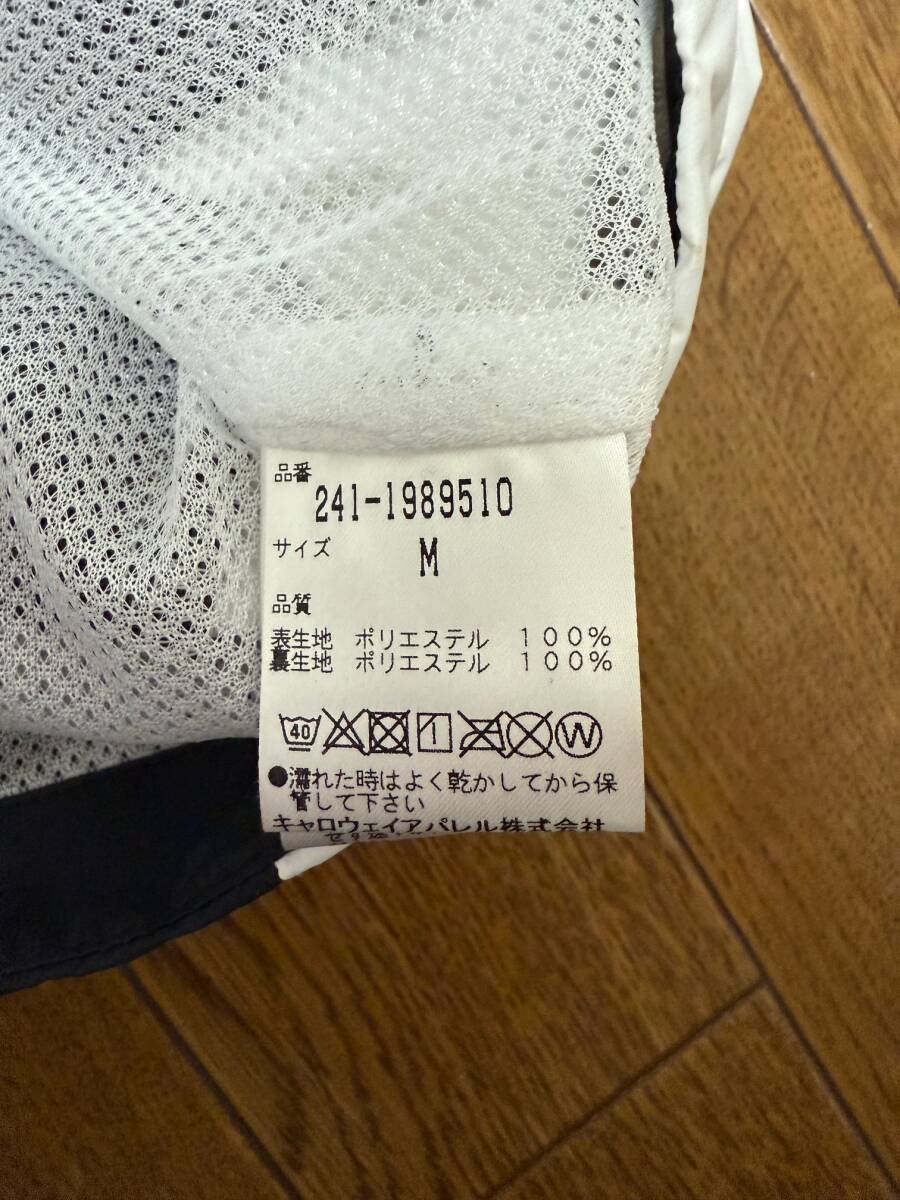 品番
241-1989510
サイズ
M
品質
表生地 ポリエステル 100%
裏生地 ポリエステル 100%
40 W
●濡れた時はよく乾かしてから保
管して下さい
キャロウェイアパレル株式会社